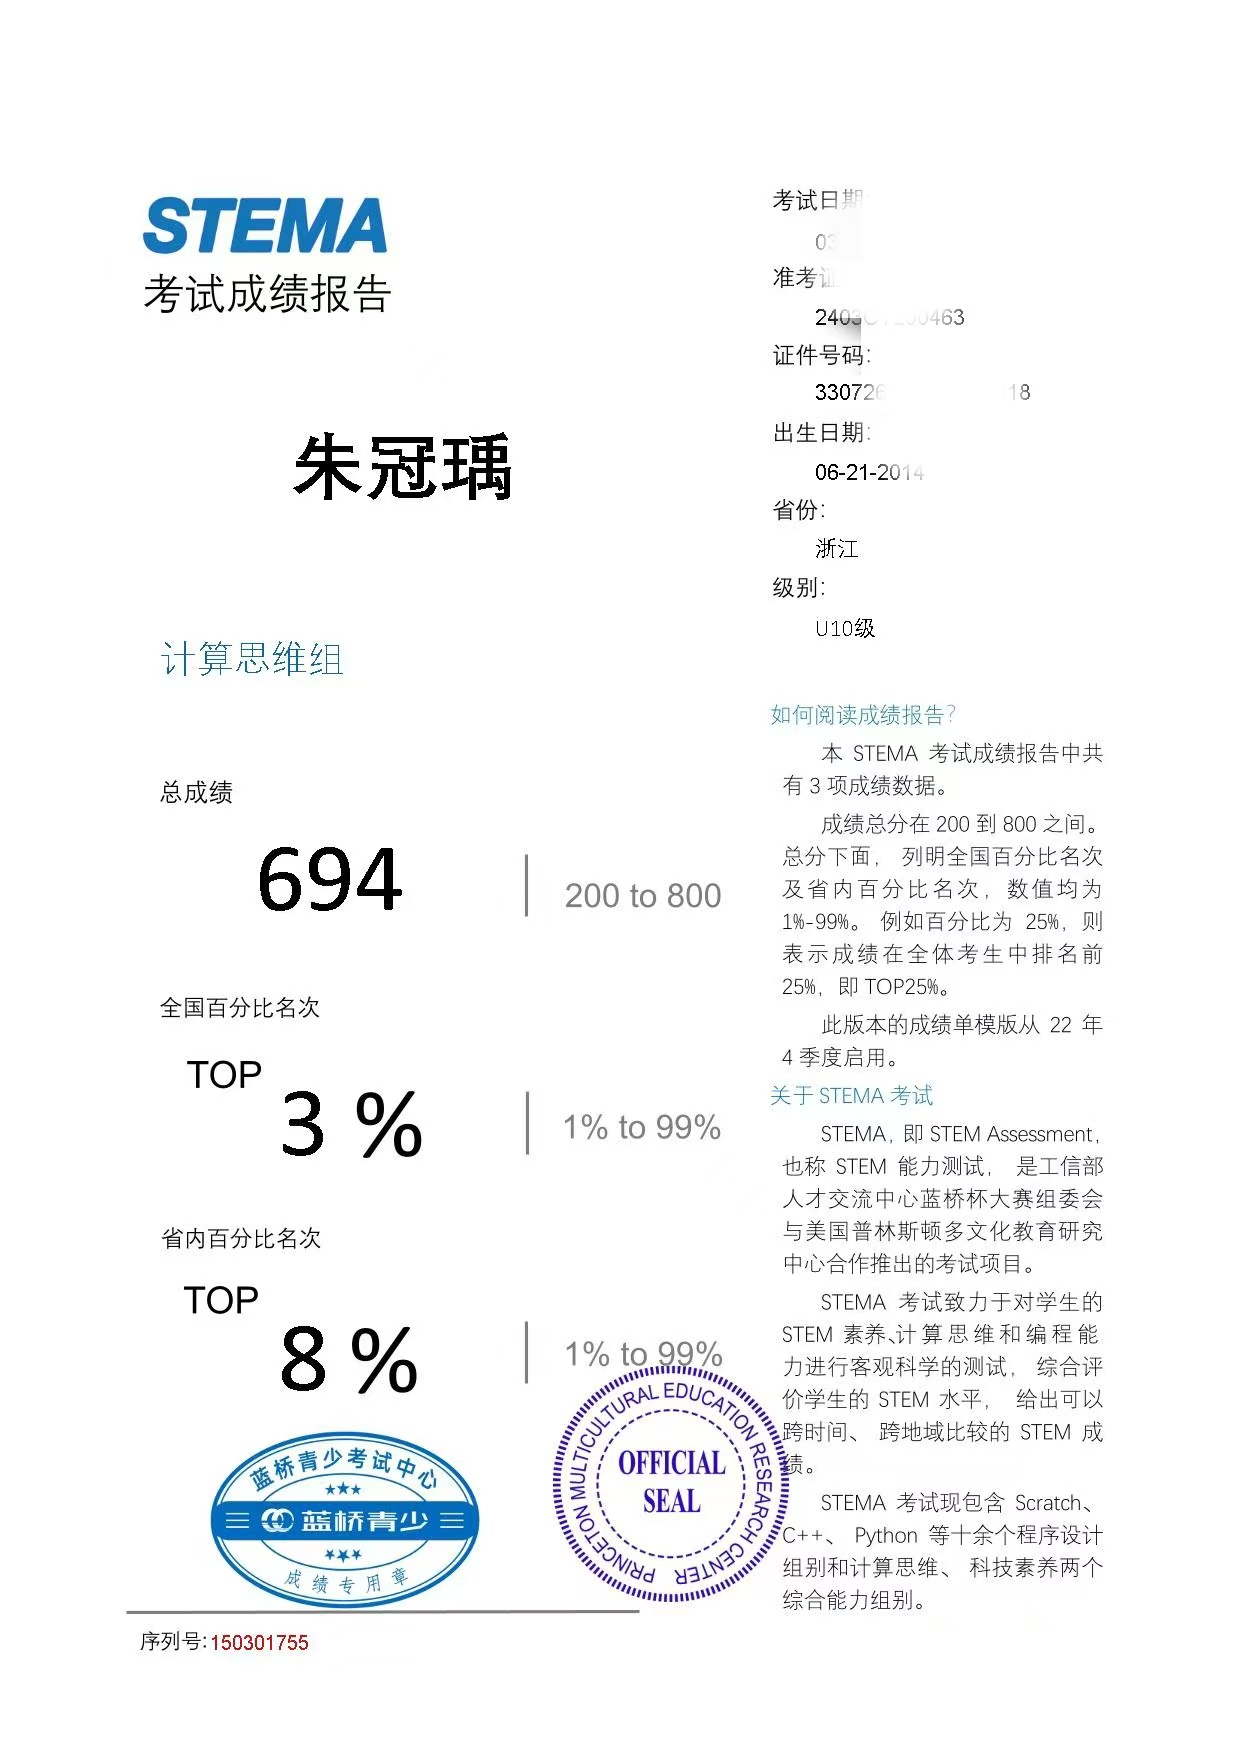 STEMA
考试成绩报告
朱冠瑀
计算思维组
总成绩
694
200 to 800
全国百分比名次
TOP
3 %
1% to 99%
省内百分比名次
TOP
8 %
1% to 99%
蓝桥青少考试中心
蓝桥青少
成绩专用章
PRINCETON MULTICULTURAL EDUCATION RESEARCH CENTER
OFFICIAL
SEAL
序列号:150301755
考试日期
03
准考证
证件号码:
出生日期:
06-21-2014
省份:
浙江
级别:
U10级
如何阅读成绩报告?
本 STEMA 考试成绩报告中共
有 3 项成绩数据。
成绩总分在 200 到 800 之间。
总分下面, 列明全国百分比名次
及省内百分比名次, 数值均为
1%-99%。 例如百分比为 25%, 则
表示成绩在全体考生中排名前
25%, 即 TOP25%。
此版本的成绩单模版从 22 年
4 季度启用。
关于 STEMA 考试
STEMA, 即 STEM Assessment,
也称 STEM 能力测试, 是工信部
人才交流中心蓝桥杯大赛组委会
与美国普林斯顿多文化教育研究
中心合作推出的考试项目。
STEMA 考试致力于对学生的
STEM 素养、计算思维和编程能
力进行客观科学的测试, 综合评
价学生的 STEM 水平, 给出可以
跨时间、 跨地域比较的 STEM 成
绩。
STEMA 考试现包含 Scratch、
C++、 Python 等十余个程序设计
组别和计算思维、 科技素养两个
综合能力组别。